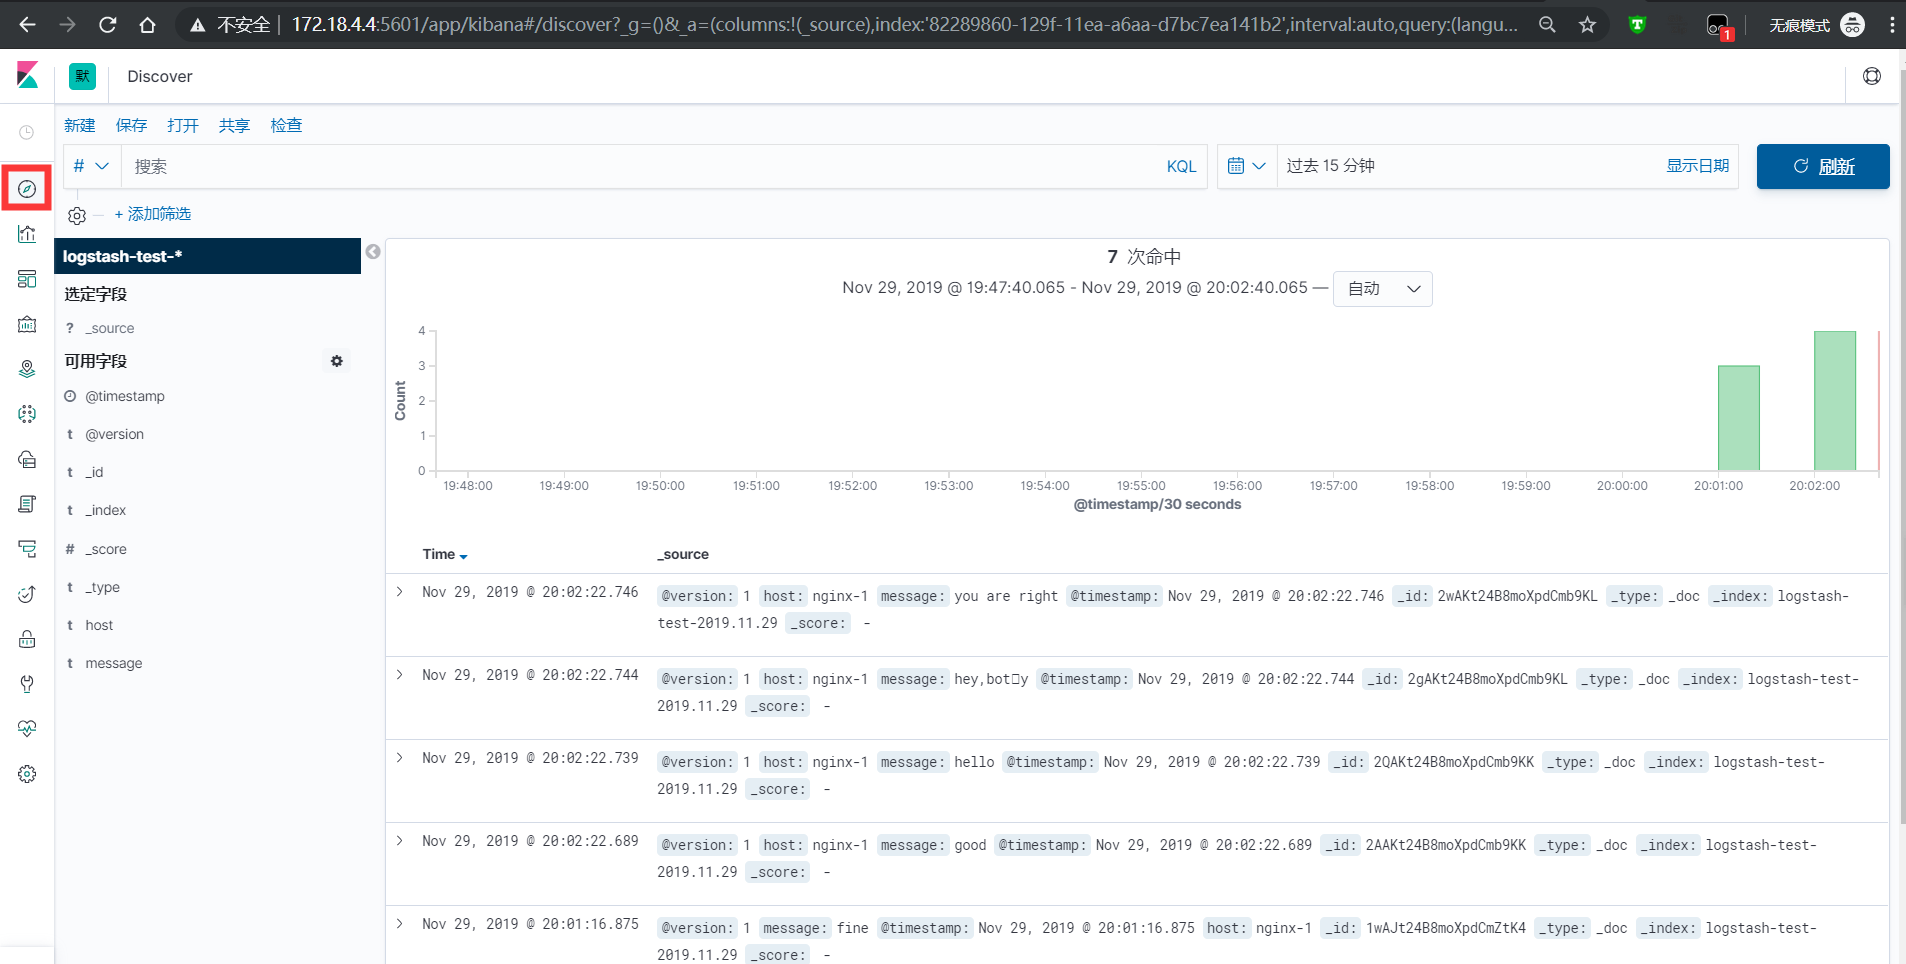 不安全 | 172.18.4.4:5601/app/kibana#/discover?_g=()&_a=(columns:!(_source),index:'82289860-129f-11ea-a6aa-d7bc7ea141b2',interval:auto,query:(langu... 1 无痕模式
默 Discover
新建 保存 打开 共享 检查
# 搜索 KQL 过去 15 分钟 显示日期 刷新
+ 添加筛选
logstash-test-*
选定字段
? _source
可用字段
@timestamp
t @version
t _id
t _index
# _score
t _type
t host
t message
7 次命中
Nov 29, 2019 @ 19:47:40.065 - Nov 29, 2019 @ 20:02:40.065 — 自动
4
3
2
1
0
Count
19:48:00 19:49:00 19:50:00 19:51:00 19:52:00 19:53:00 19:54:00 19:55:00 19:56:00 19:57:00 19:58:00 19:59:00 20:00:00 20:01:00 20:02:00
@timestamp/30 seconds
Time _source
Nov 29, 2019 @ 20:02:22.746 @version: 1 host: nginx-1 message: you are right @timestamp: Nov 29, 2019 @ 20:02:22.746 _id: 2wAKt24B8moXpdCmb9KL _type: _doc _index: logstash-
test-2019.11.29 _score: -
Nov 29, 2019 @ 20:02:22.744 @version: 1 host: nginx-1 message: hey,bot▯y @timestamp: Nov 29, 2019 @ 20:02:22.744 _id: 2gAKt24B8moXpdCmb9KL _type: _doc _index: logstash-test-
2019.11.29 _score: -
Nov 29, 2019 @ 20:02:22.739 @version: 1 host: nginx-1 message: hello @timestamp: Nov 29, 2019 @ 20:02:22.739 _id: 2QAKt24B8moXpdCmb9KK _type: _doc _index: logstash-test-
2019.11.29 _score: -
Nov 29, 2019 @ 20:02:22.689 @version: 1 host: nginx-1 message: good @timestamp: Nov 29, 2019 @ 20:02:22.689 _id: 2AAKt24B8moXpdCmb9KK _type: _doc _index: logstash-test-
2019.11.29 _score: -
Nov 29, 2019 @ 20:01:16.875 @version: 1 message: fine @timestamp: Nov 29, 2019 @ 20:01:16.875 host: nginx-1 _id: 1wAJt24B8moXpdCmZtK4 _type: _doc _index: logstash-test-
2019.11.29 _score: -